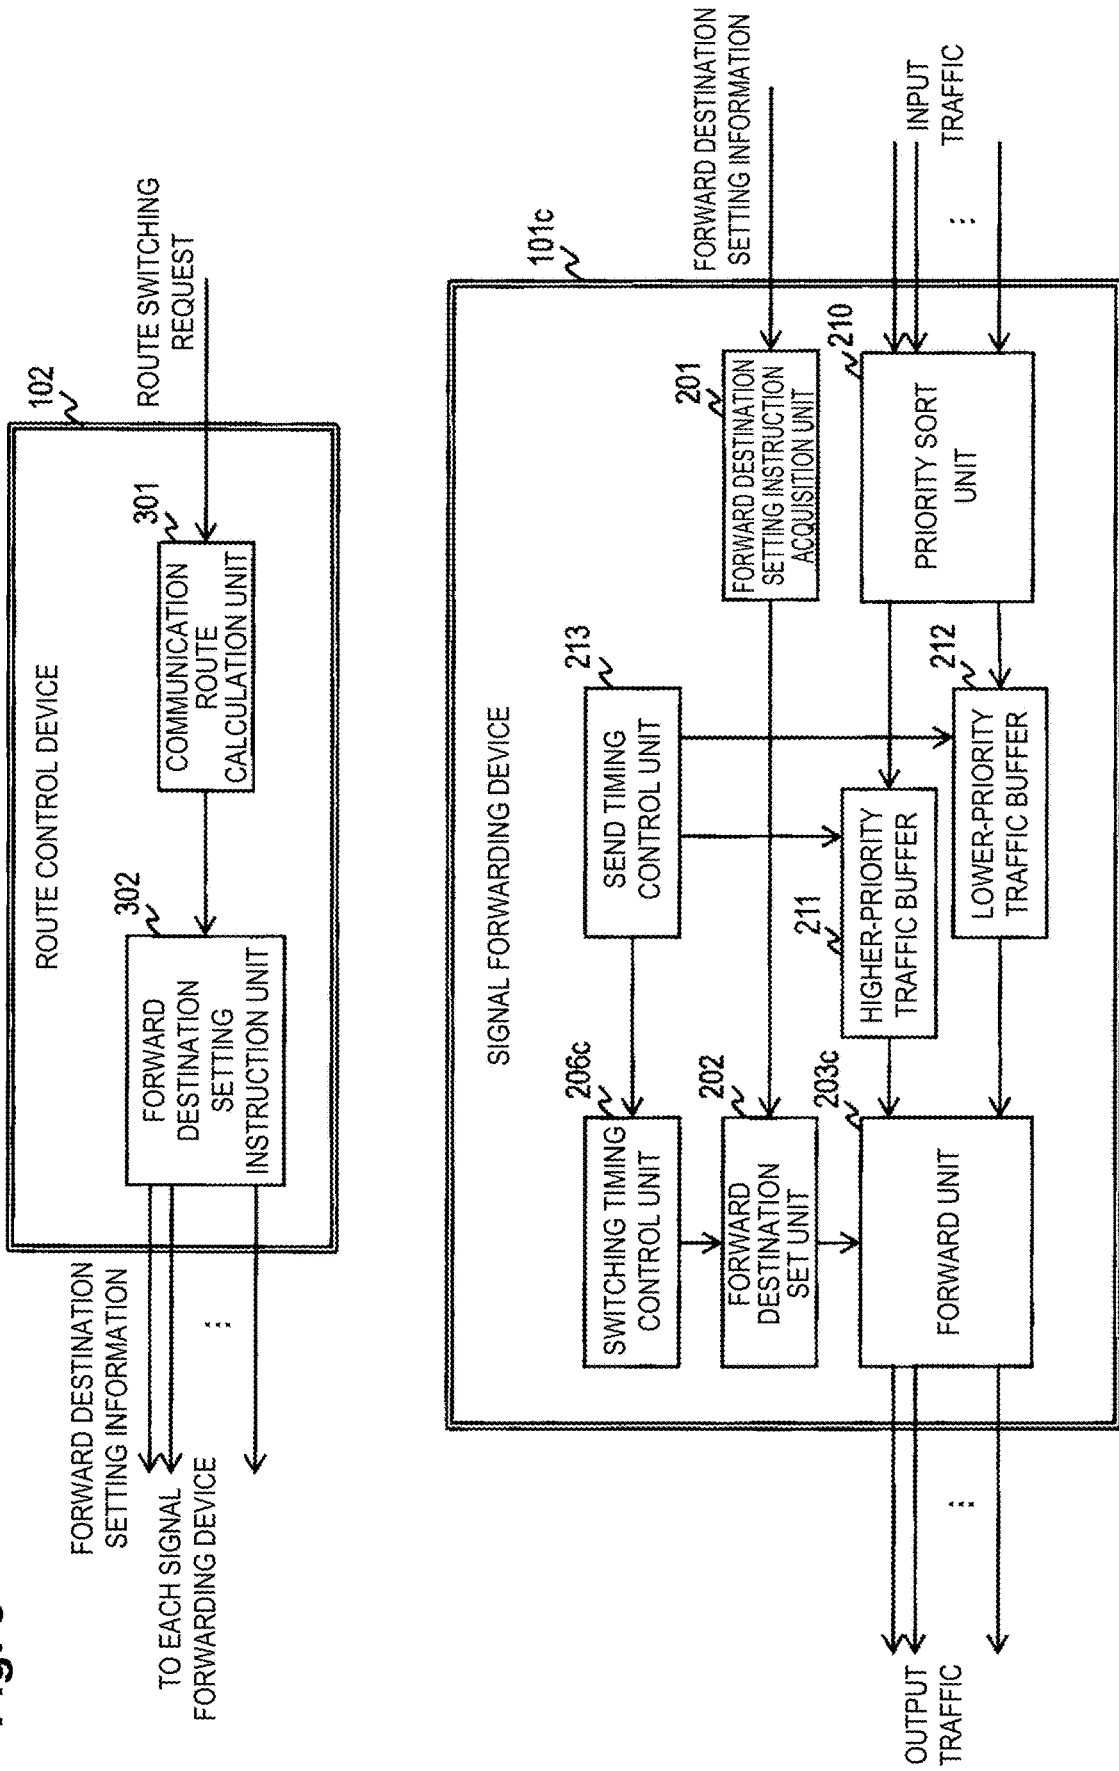 ROUTE CONTROL DEVICE
102
ROUTE SWITCHING
REQUEST
301
COMMUNICATION
ROUTE
CALCULATION UNIT
302
FORWARD
DESTINATION
SETTING
INSTRUCTION UNIT
FORWARD DESTINATION
SETTING INFORMATION
TO EACH SIGNAL
FORWARDING DEVICE
SIGNAL FORWARDING DEVICE
101c
FORWARD DESTINATION
SETTING INFORMATION
INPUT
TRAFFIC
201
FORWARD DESTINATION
SETTING INSTRUCTION
ACQUISITION UNIT
210
PRIORITY SORT
UNIT
213
SEND TIMING
CONTROL UNIT
211
HIGHER-PRIORITY
TRAFFIC BUFFER
212
LOWER-PRIORITY
TRAFFIC BUFFER
206c
SWITCHING TIMING
CONTROL UNIT
202
FORWARD
DESTINATION
SET UNIT
203c
FORWARD UNIT
OUTPUT
TRAFFIC